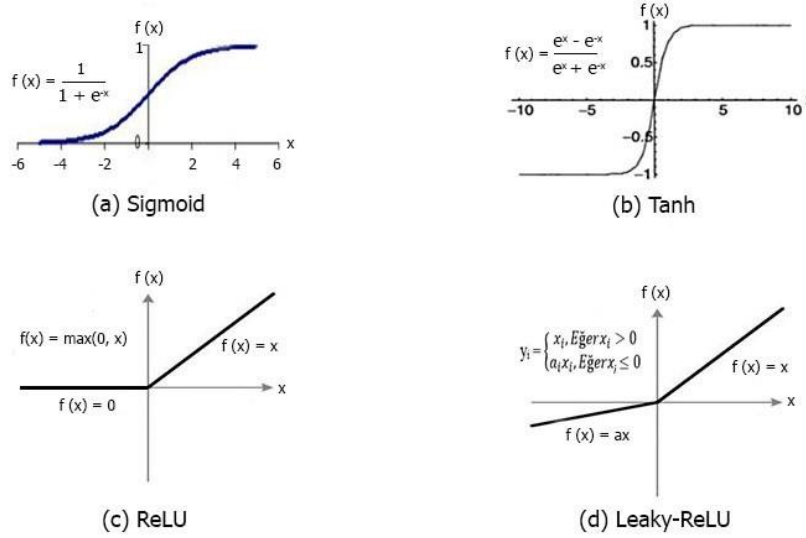 f (x)
1
f (x) = 1 / 1 + e^-x
0
x
-6 -4 -2 2 4 6
(a) Sigmoid
f (x)
1
f (x) = e^x - e^-x / e^x + e^-x
0.5
-10 -5 5 10
-0.5
-1
(b) Tanh
f (x)
f(x) = max(0, x)
f (x) = x
x
f (x) = 0
(c) ReLU
f (x)
y_i = { x_i, Eğer x_i > 0
a_i x_i, Eğer x_i ≤ 0
f (x) = x
x
f (x) = ax
(d) Leaky-ReLU